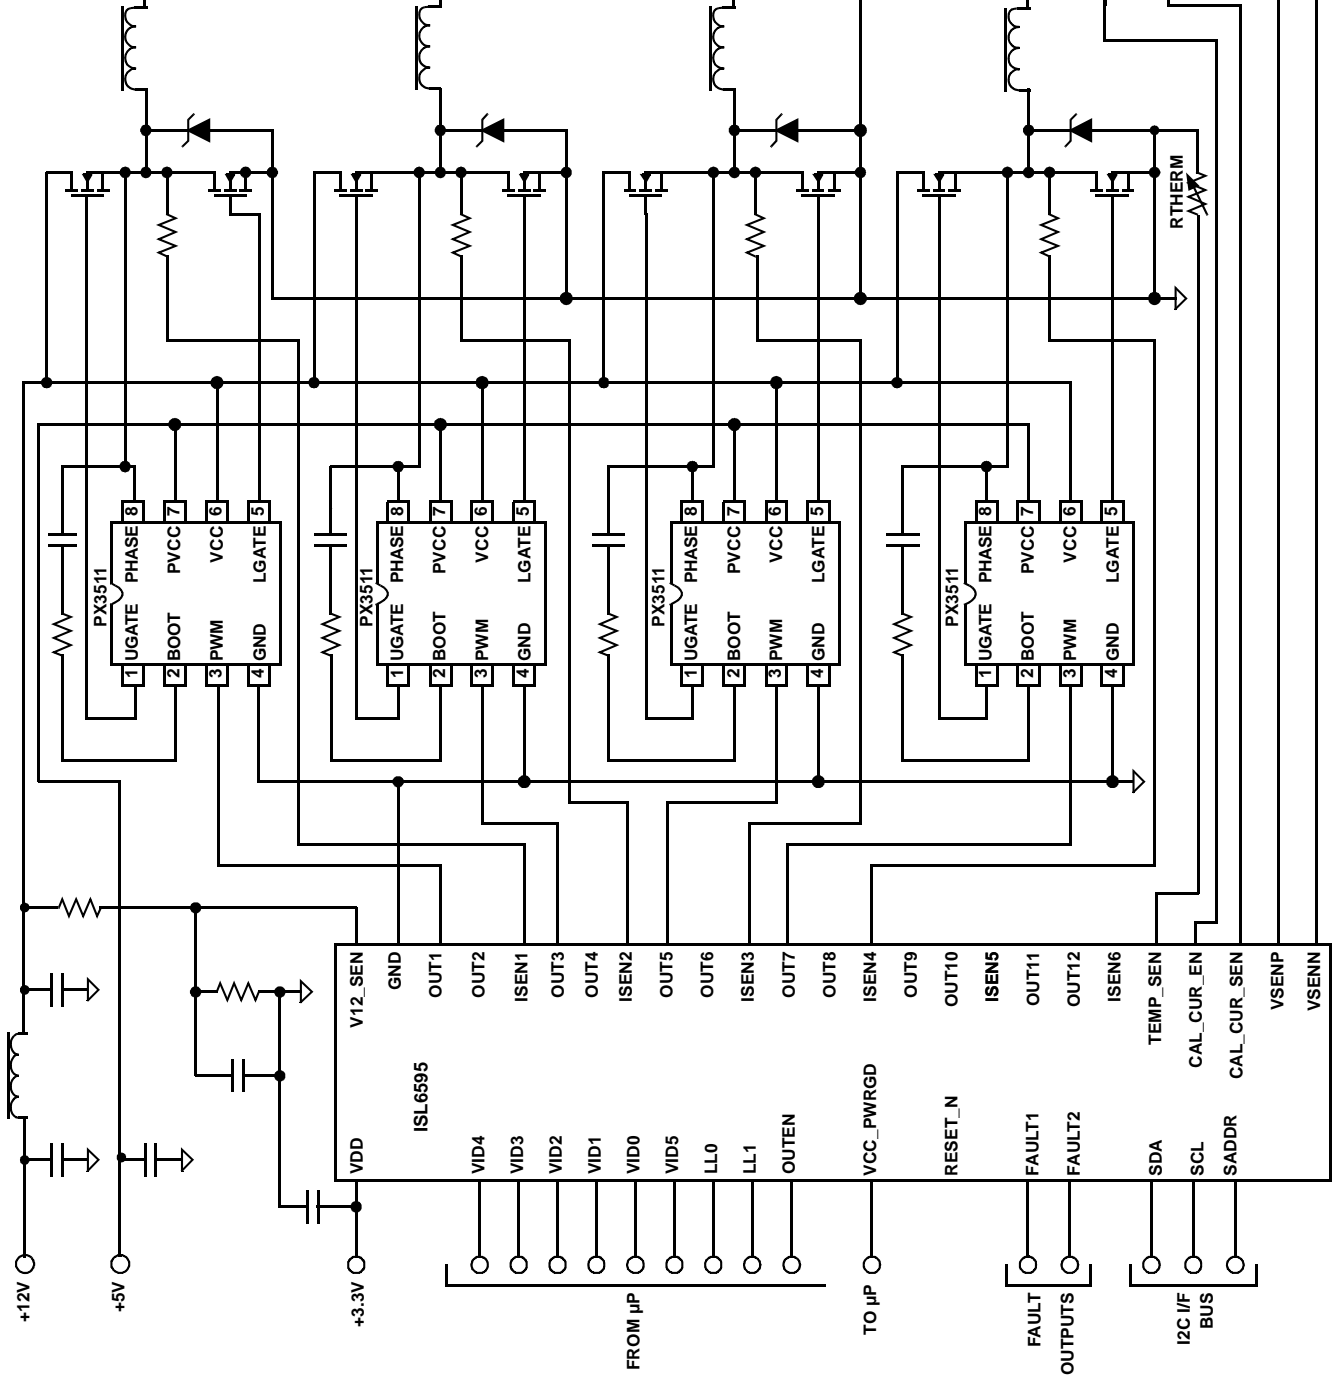 RTHERM
8 7 6 5
PHASE PVCC VCC LGATE
PX3511
UGATE BOOT PWM GND
1 2 3 4
8 7 6 5
PHASE PVCC VCC LGATE
PX3511
UGATE BOOT PWM GND
1 2 3 4
8 7 6 5
PHASE PVCC VCC LGATE
PX3511
UGATE BOOT PWM GND
1 2 3 4
8 7 6 5
PHASE PVCC VCC LGATE
PX3511
UGATE BOOT PWM GND
1 2 3 4
V12_SEN
GND
OUT1
OUT2
ISEN1
OUT3
OUT4
ISEN2
OUT5
OUT6
ISEN3
OUT7
OUT8
ISEN4
OUT9
OUT10
ISEN5
OUT11
OUT12
ISEN6
TEMP_SEN
CAL_CUR_EN
CAL_CUR_SEN
VSENP
VSENN
ISL6595
VDD
VID4
VID3
VID2
VID1
VID0
VID5
LL0
LL1
OUTEN
VCC_PWRGD
RESET_N
FAULT1
FAULT2
SDA
SCL
SADDR
+12V
+5V
+3.3V
FROM µP
TO µP
FAULT
OUTPUTS
I2C I/F
BUS